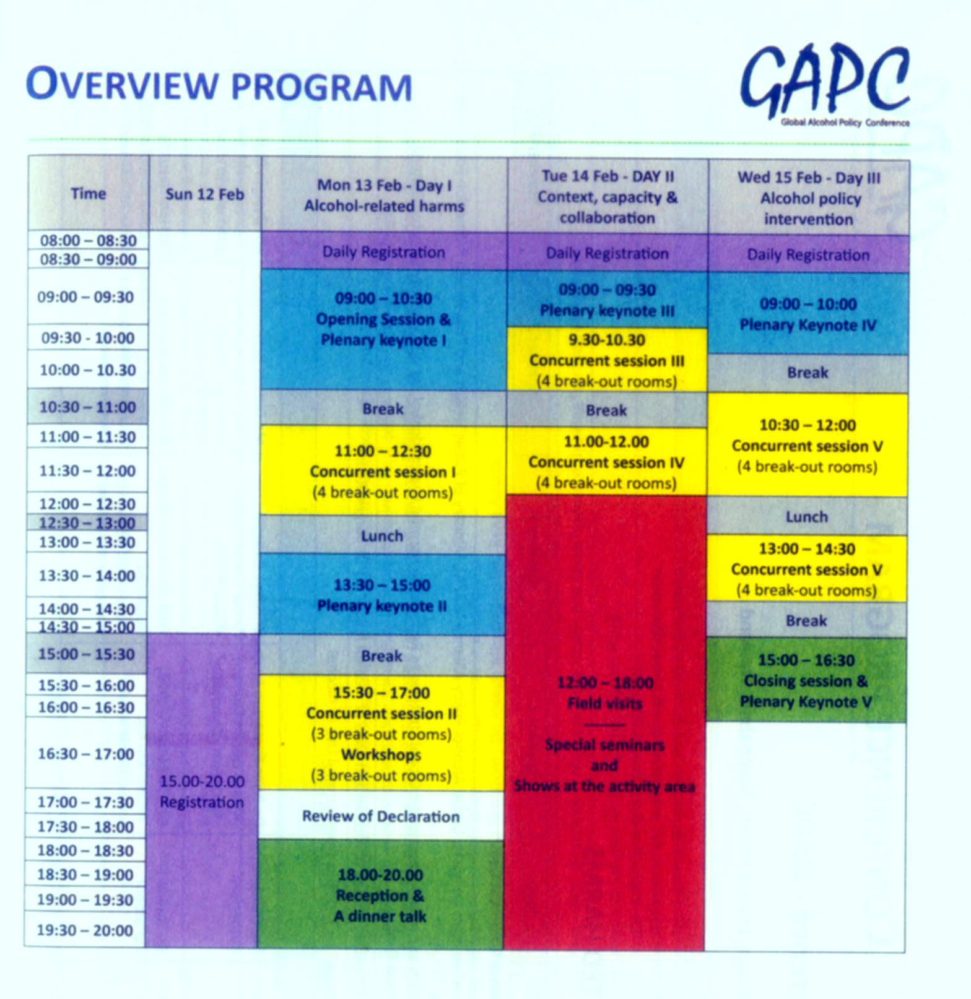 OVERVIEW PROGRAM
GAPC
Global Alcohol Policy Conference
Time
Sun 12 Feb
Mon 13 Feb - Day I
Alcohol-related harms
Tue 14 Feb - DAY II
Context, capacity &
collaboration
Wed 15 Feb - Day III
Alcohol policy
intervention
08:00 – 08:30
08:30 – 09:00
09:00 – 09:30
09:30 - 10:00
10:00 – 10.30
10:30 – 11:00
11:00 – 11:30
11:30 – 12:00
12:00 – 12:30
12:30 – 13:00
13:00 – 13:30
13:30 – 14:00
14:00 – 14:30
14:30 – 15:00
15:00 – 15:30
15:30 – 16:00
16:00 – 16:30
16:30 – 17:00
17:00 – 17:30
17:30 – 18:00
18:00 – 18:30
18:30 – 19:00
19:00 – 19:30
19:30 – 20:00
15.00-20.00
Registration
Daily Registration
09:00 – 10:30
Opening Session &
Plenary keynote I
Break
11:00 – 12:30
Concurrent session I
(4 break-out rooms)
Lunch
13:30 – 15:00
Plenary keynote II
Break
15:30 – 17:00
Concurrent session II
(3 break-out rooms)
Workshops
(3 break-out rooms)
Review of Declaration
18.00-20.00
Reception &
A dinner talk
Daily Registration
09:00 – 09:30
Plenary keynote III
9.30-10.30
Concurrent session III
(4 break-out rooms)
Break
11.00-12.00
Concurrent session IV
(4 break-out rooms)
12:00 – 18:00
Field visits
Special seminars
and
Shows at the activity area
Daily Registration
09:00 – 10:00
Plenary Keynote IV
Break
10:30 – 12:00
Concurrent session V
(4 break-out rooms)
Lunch
13:00 – 14:30
Concurrent session V
(4 break-out rooms)
Break
15:00 – 16:30
Closing session &
Plenary Keynote V